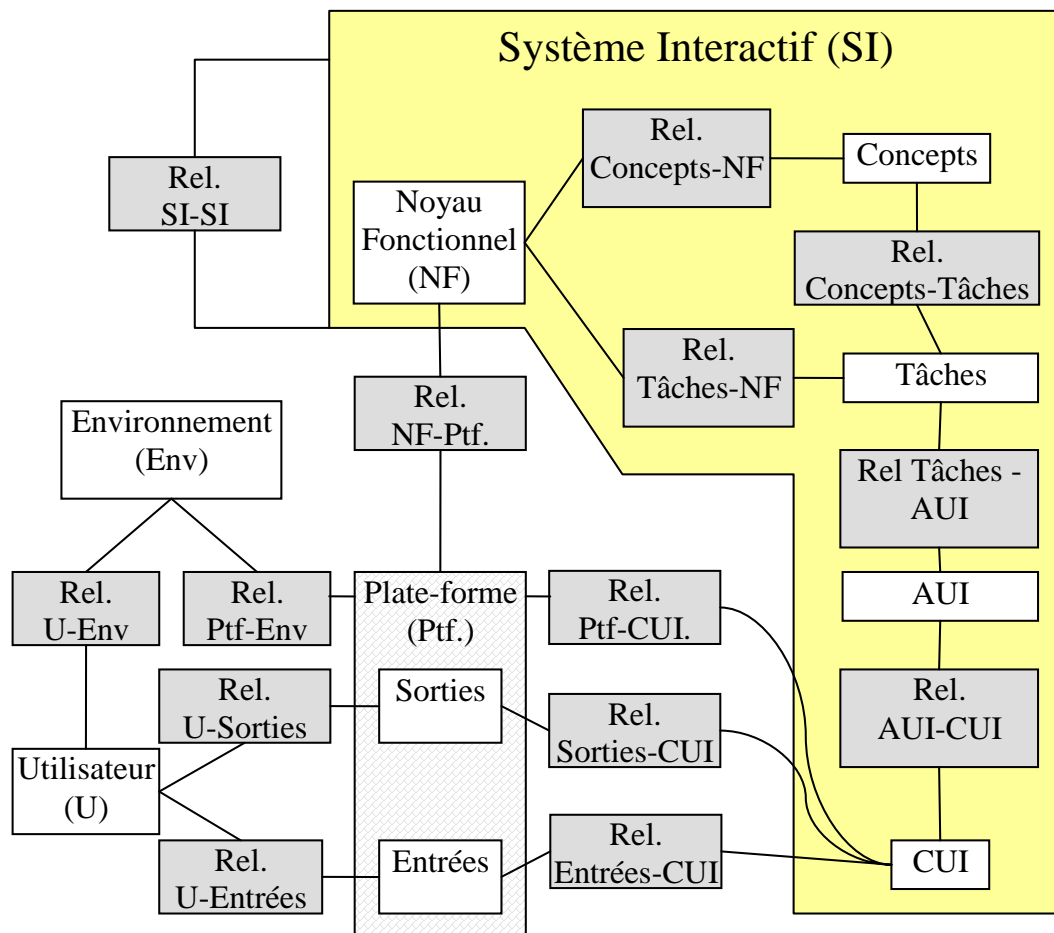 Système Interactif (SI)
Rel.
Concepts-NF
Concepts
Rel.
SI-SI
Noyau
Fonctionnel
(NF)
Rel.
Concepts-Tâches
Rel.
Tâches-NF
Tâches
Rel.
NF-Ptf.
Environnement
(Env)
Rel Tâches -
AUI
Rel.
U-Env
Rel.
Ptf-Env
Plate-forme
(Ptf.)
Rel.
Ptf-CUI.
AUI
Rel.
U-Sorties
Sorties
Rel.
Sorties-CUI
Rel.
AUI-CUI
Utilisateur
(U)
Rel.
U-Entrées
Entrées
Rel.
Entrées-CUI
CUI